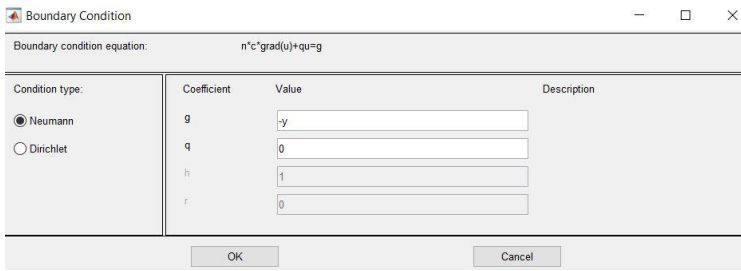 Boundary Condition
Boundary condition equation: n*c*grad(u)+qu=g
Condition type: Coefficient Value Description
Neumann g -y
Dirichlet q 0
h 1
r 0
OK Cancel